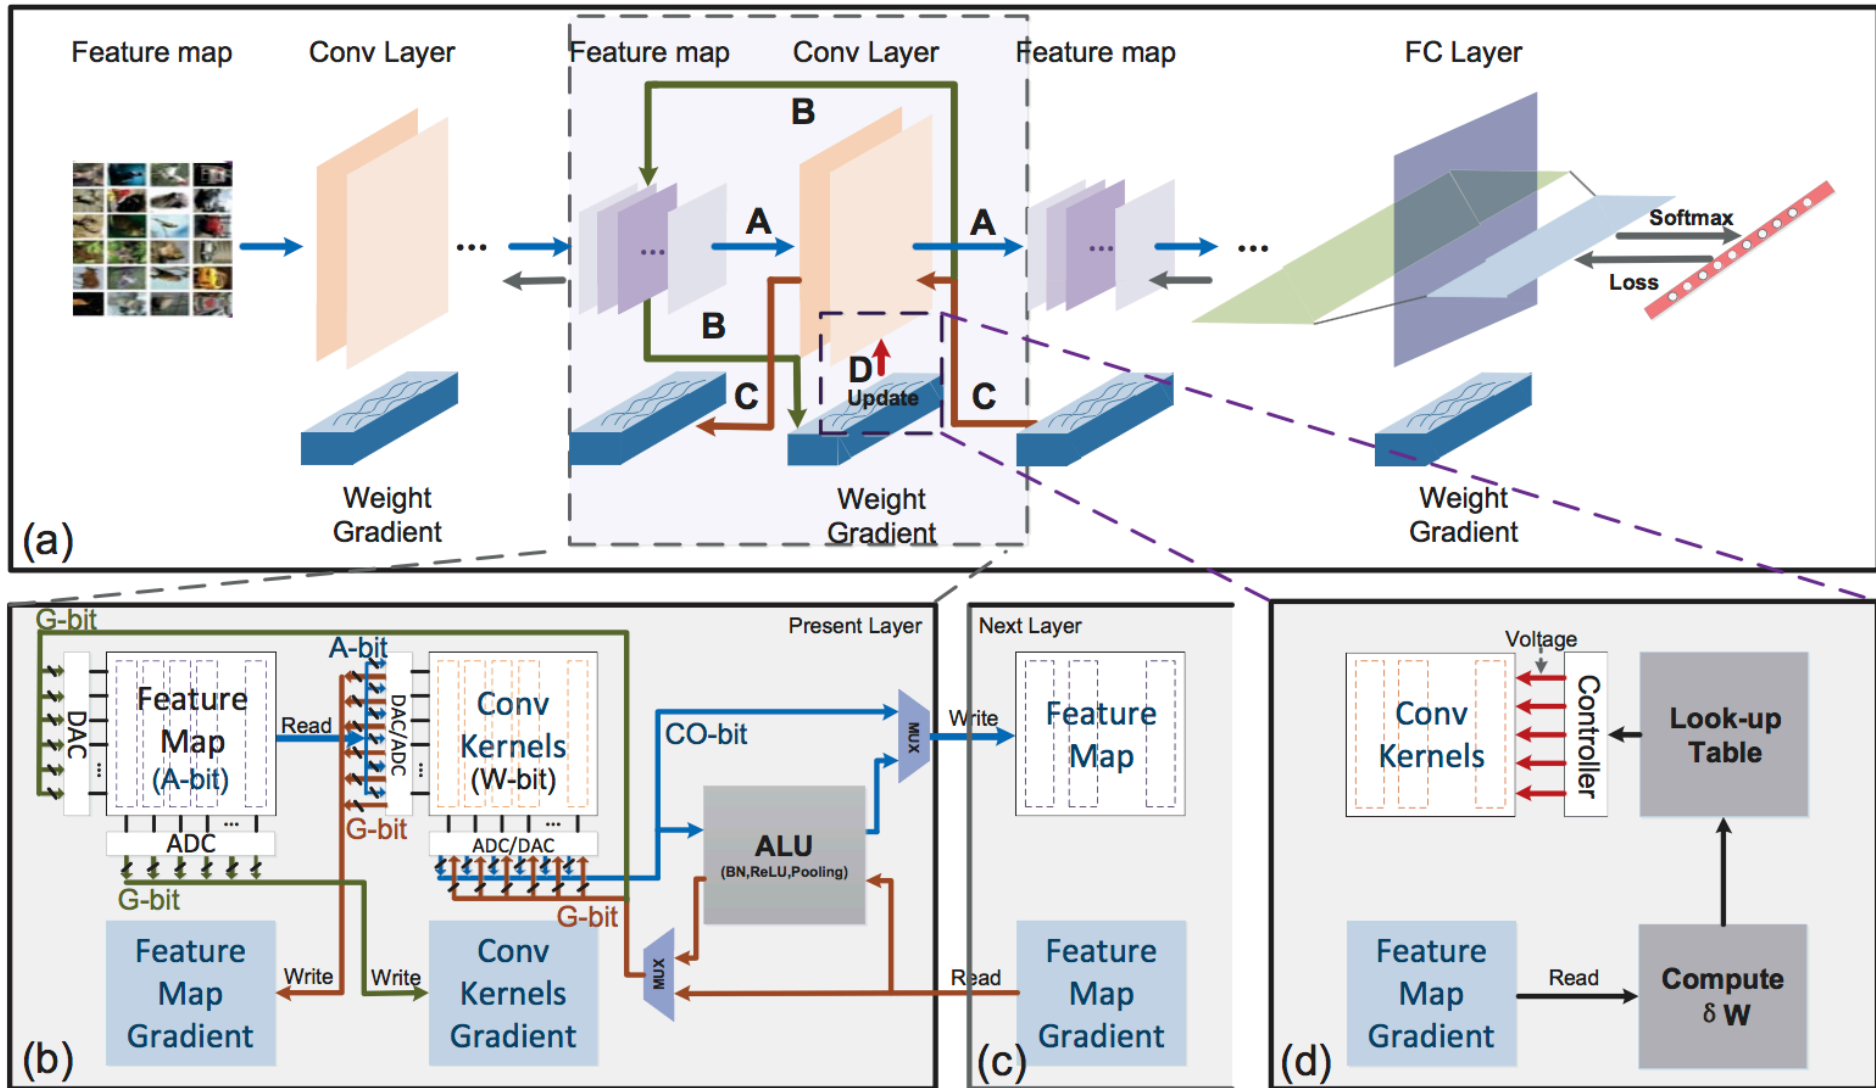 Feature map
Conv Layer
Feature map
Conv Layer
Feature map
FC Layer
B
A
A
Softmax
Loss
...
...
...
...
B
C
D
Update
C
Weight
Gradient
Weight
Gradient
Weight
Gradient
(a)
G-bit
DAC
Feature
Map
(A-bit)
...
...
ADC
G-bit
Read
A-bit
DAC/ADC
G-bit
Conv
Kernels
(W-bit)
...
...
ADC/DAC
G-bit
CO-bit
Present Layer
MUX
ALU
(BN,ReLU,Pooling)
MUX
Feature
Map
Gradient
Write
Write
Conv
Kernels
Gradient
(b)
Next Layer
Write
Feature
Map
Read
Feature
Map
Gradient
(c)
Voltage
Conv
Kernels
Controller
Look-up
Table
Feature
Map
Gradient
Read
Compute
δ W
(d)